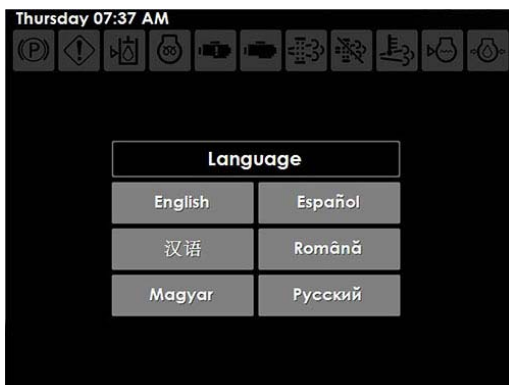 Thursday 07:37 AM
Language
English Español
汉语 Română
Magyar Русский